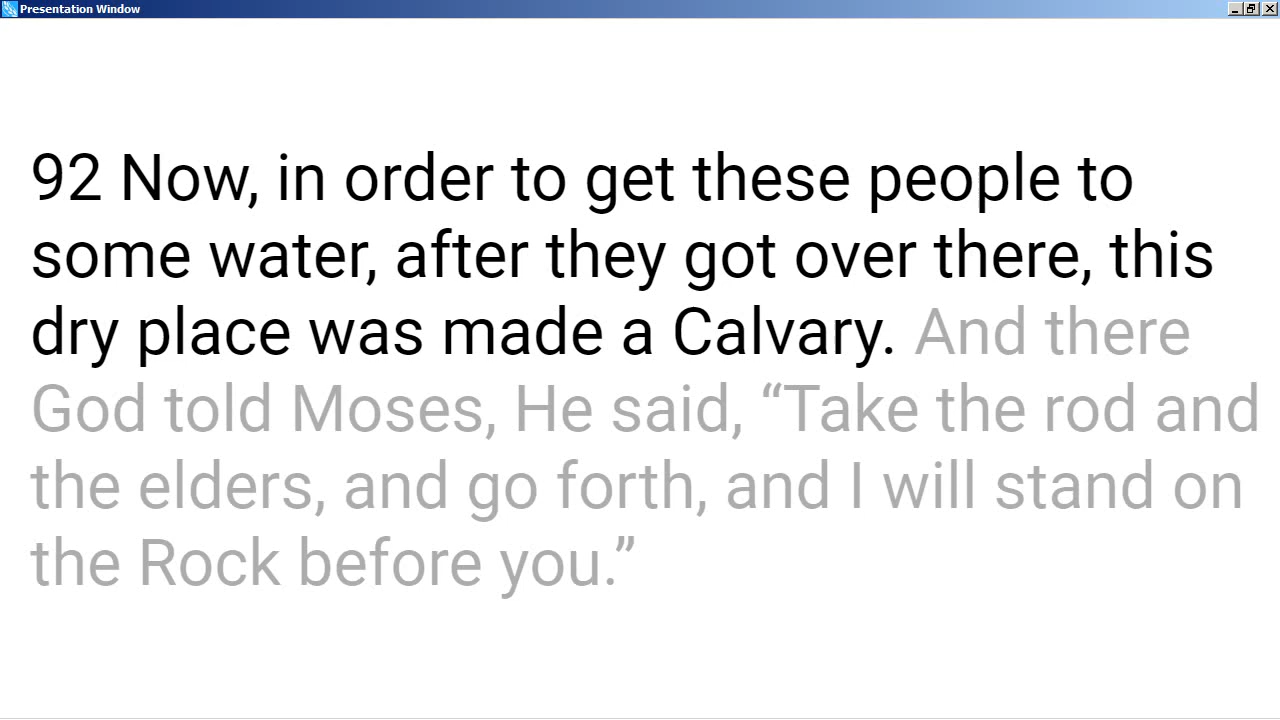 Presentation Window
92 Now, in order to get these people to
some water, after they got over there, this
dry place was made a Calvary. And there
God told Moses, He said, “Take the rod and
the elders, and go forth, and I will stand on
the Rock before you.”